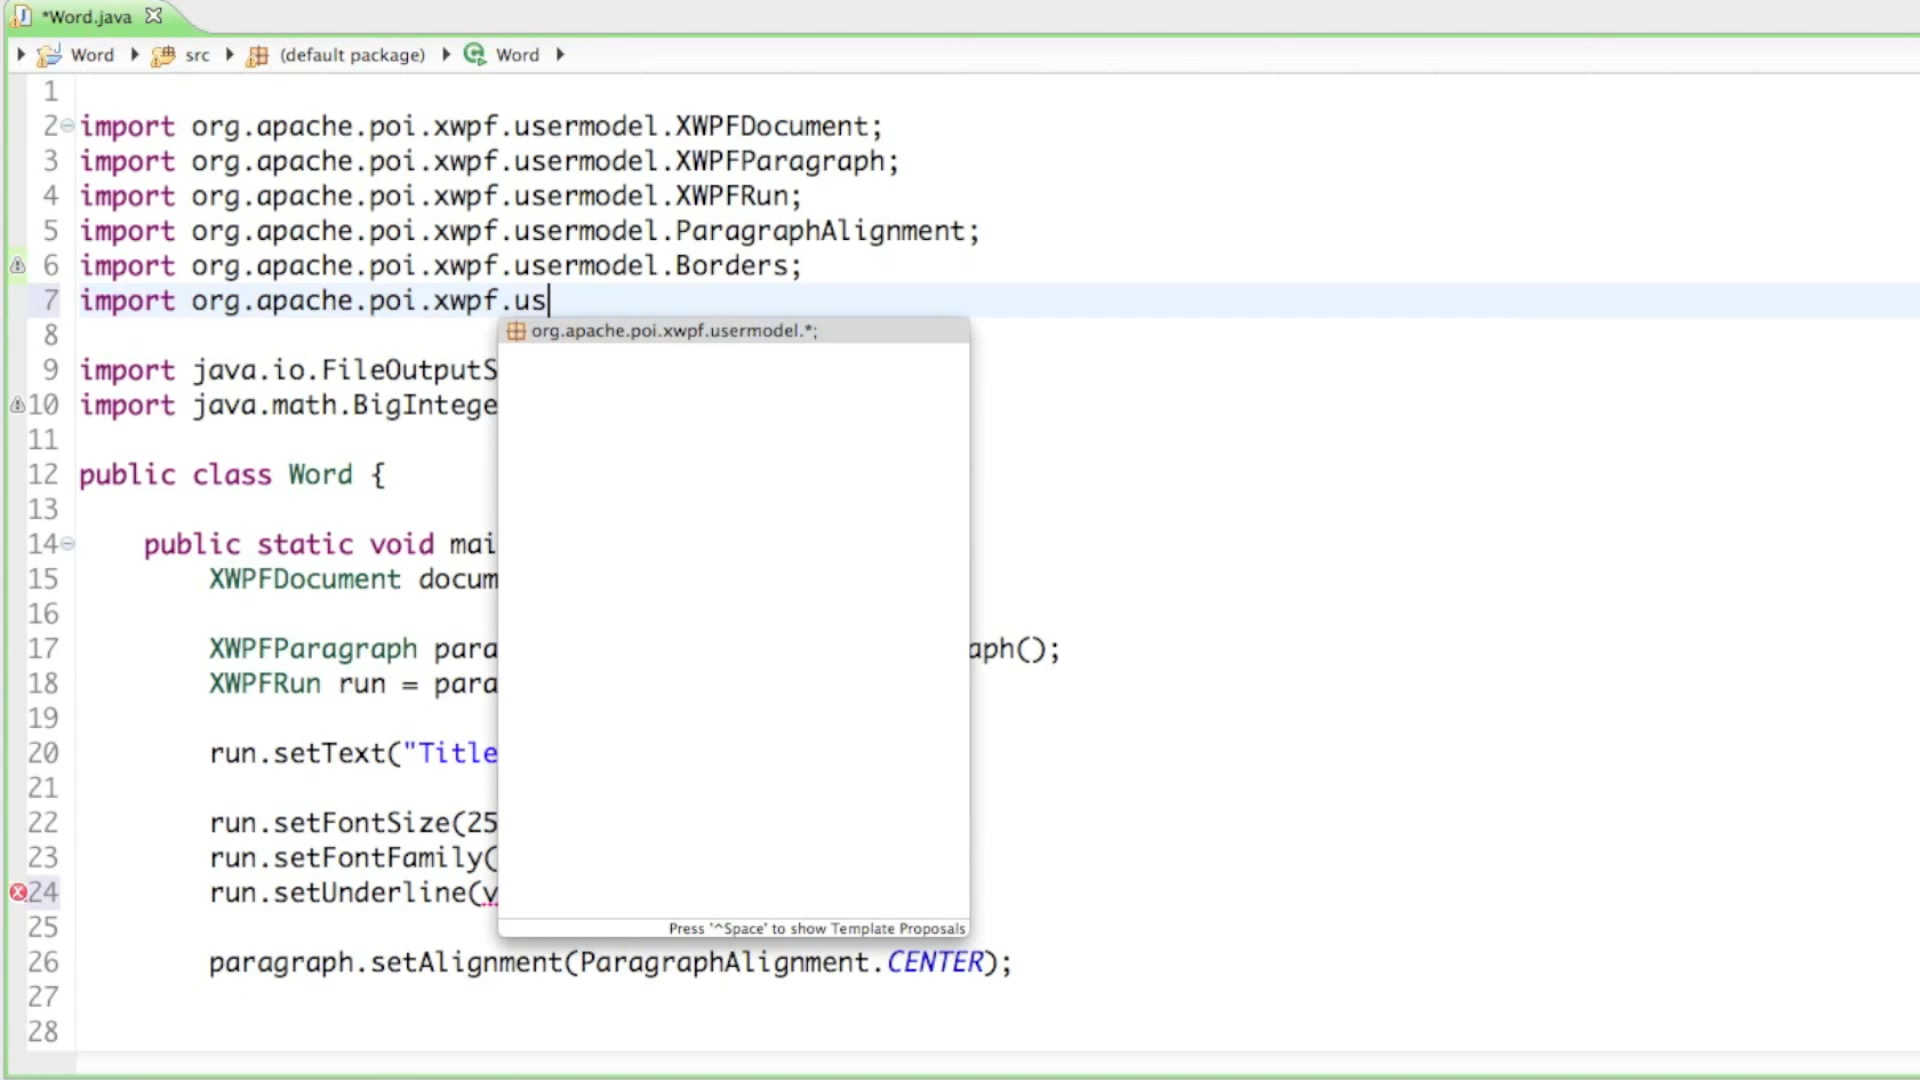 *Word.java
Word src (default package) Word
1
2 import org.apache.poi.xwpf.usermodel.XWPFDocument;
3 import org.apache.poi.xwpf.usermodel.XWPFParagraph;
4 import org.apache.poi.xwpf.usermodel.XWPFRun;
5 import org.apache.poi.xwpf.usermodel.ParagraphAlignment;
6 import org.apache.poi.xwpf.usermodel.Borders;
7 import org.apache.poi.xwpf.us
org.apache.poi.xwpf.usermodel.*;
8
9 import java.io.FileOutputS
10 import java.math.BigIntege
11
12 public class Word {
13
14 public static void mai
15 XWPFDocument docum
16
17 XWPFParagraph para aph();
18 XWPFRun run = para
19
20 run.setText("Title
21
22 run.setFontSize(25
23 run.setFontFamily(
24 run.setUnderline(v
25
Press '^Space' to show Template Proposals
26 paragraph.setAlignment(ParagraphAlignment.CENTER);
27
28